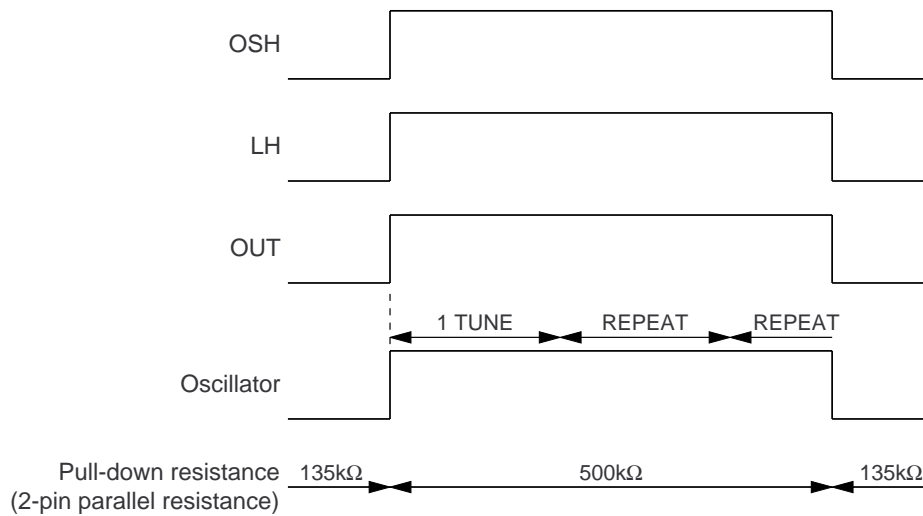 OSH
LH
OUT
1 TUNE REPEAT REPEAT
Oscillator
Pull-down resistance
(2-pin parallel resistance)
135kΩ 500kΩ 135kΩ